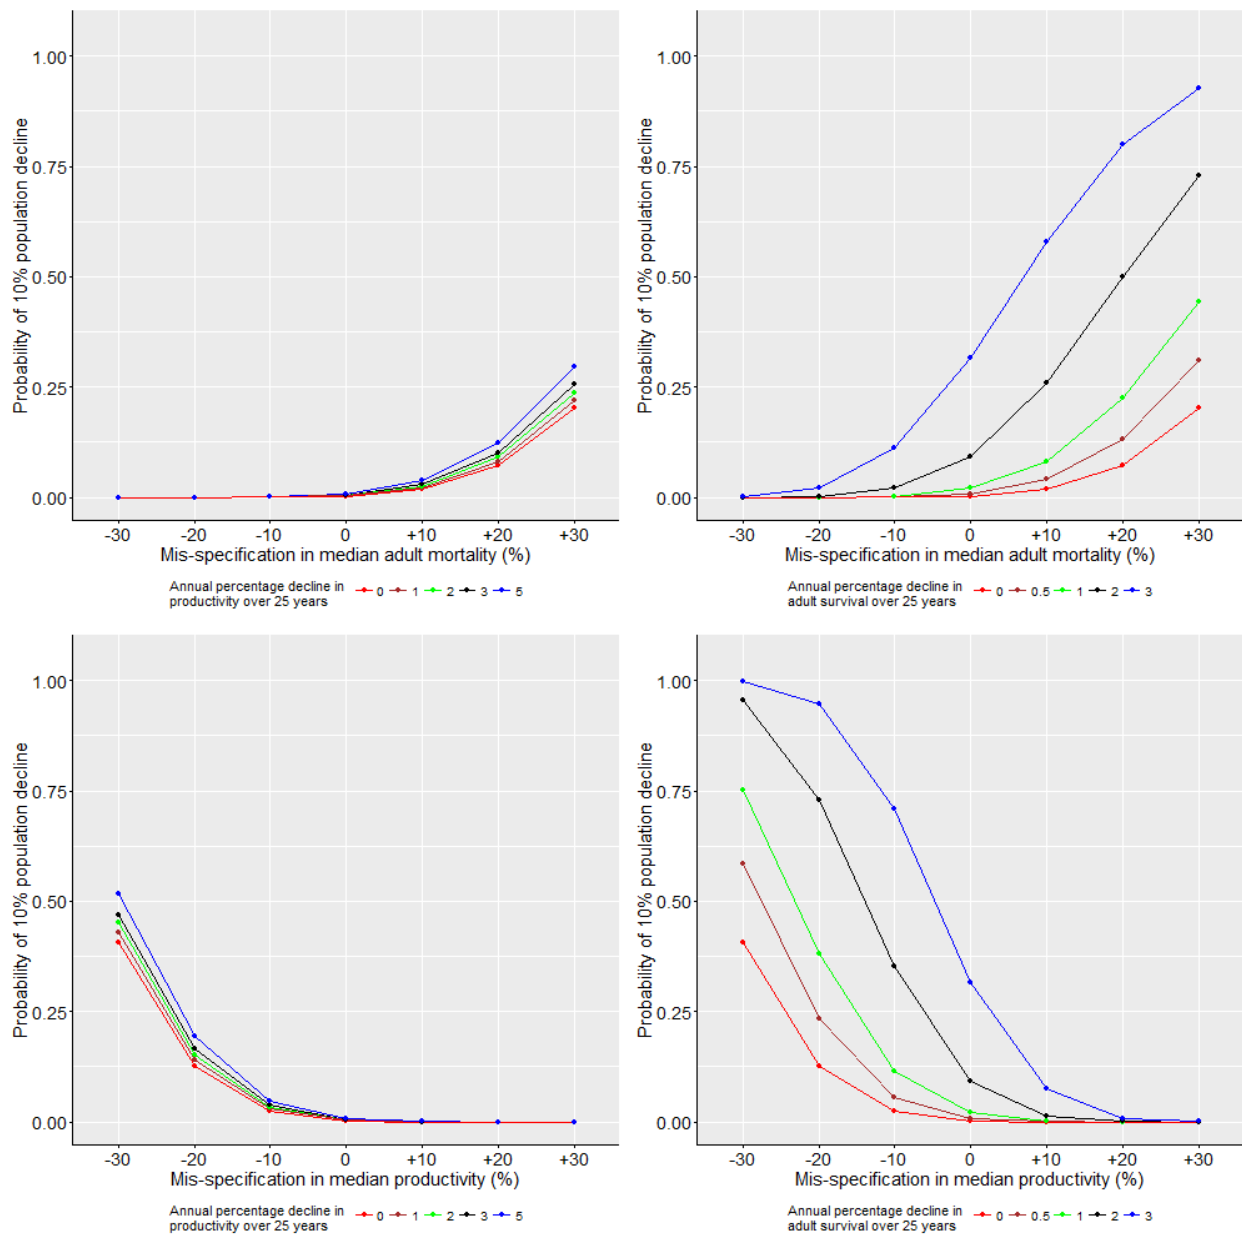 Probability of 10% population decline
1.00
0.75
0.50
0.25
0.00
-30 -20 -10 0 +10 +20 +30
Mis-specification in median adult mortality (%)
Annual percentage decline in
productivity over 25 years
0 1 2 3 5
Probability of 10% population decline
1.00
0.75
0.50
0.25
0.00
-30 -20 -10 0 +10 +20 +30
Mis-specification in median adult mortality (%)
Annual percentage decline in
adult survival over 25 years
0 0.5 1 2 3
Probability of 10% population decline
1.00
0.75
0.50
0.25
0.00
-30 -20 -10 0 +10 +20 +30
Mis-specification in median productivity (%)
Annual percentage decline in
productivity over 25 years
0 1 2 3 5
Probability of 10% population decline
1.00
0.75
0.50
0.25
0.00
-30 -20 -10 0 +10 +20 +30
Mis-specification in median productivity (%)
Annual percentage decline in
adult survival over 25 years
0 0.5 1 2 3